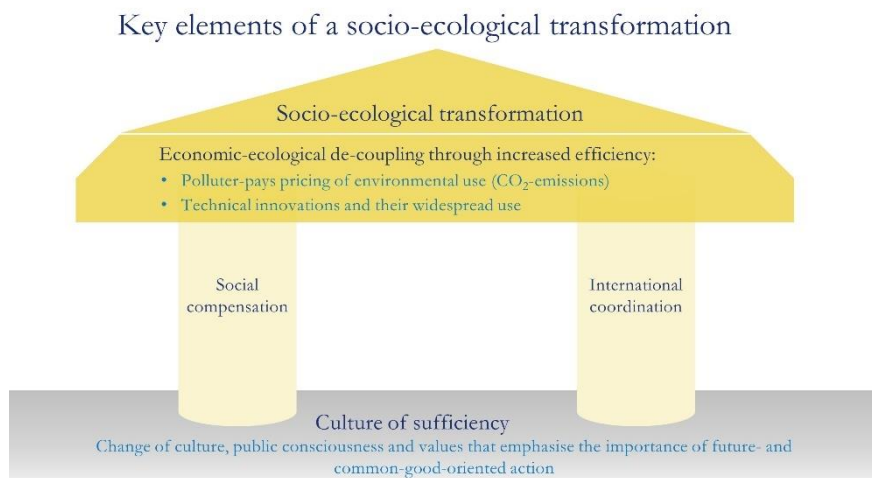 Key elements of a socio-ecological transformation
Socio-ecological transformation
Economic-ecological de-coupling through increased efficiency:
• Polluter-pays pricing of environmental use (CO₂-emissions)
• Technical innovations and their widespread use
Social
compensation
International
coordination
Culture of sufficiency
Change of culture, public consciousness and values that emphasise the importance of future- and
common-good-oriented action